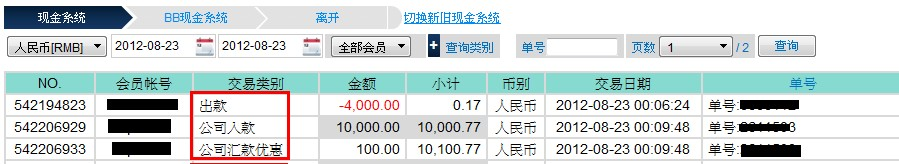 现金系统 BB现金系统 离开 切换新旧现金系统
人民币[RMB] 2012-08-23 2012-08-23 全部会员 + 查询类别 单号 页数 1 / 2 查询
NO. 会员帐号 交易类别 金额 小计 币别 交易日期 单号
542194823 出款 -4,000.00 0.17 人民币 2012-08-23 00:06:24 单号:
542206929 公司入款 10,000.00 10,000.77 人民币 2012-08-23 00:09:48 单号:
542206933 公司汇款优惠 100.00 10,100.77 人民币 2012-08-23 00:09:48 单号: